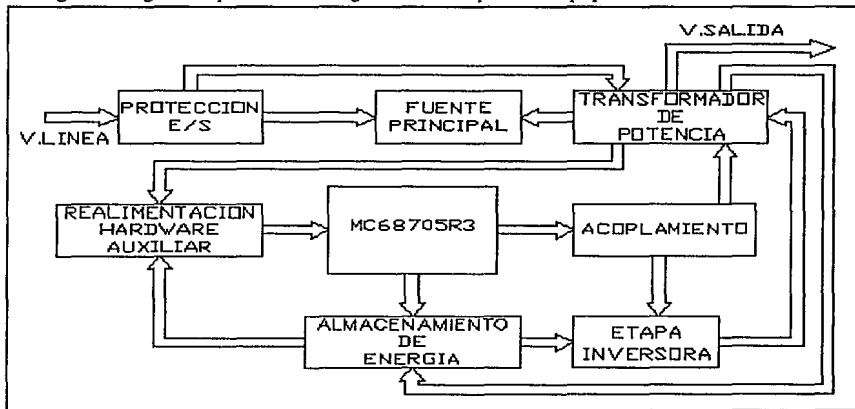 V.SALIDA
PROTECCION
E/S
FUENTE
PRINCIPAL
TRANSFORMADOR
DE
POTENCIA
V.LINEA
REALIMENTACION
HARDWARE
AUXILIAR
MC68705R3
ACOPLAMIENTO
ALMACENAMIENTO
DE
ENERGIA
ETAPA
INVERSORA